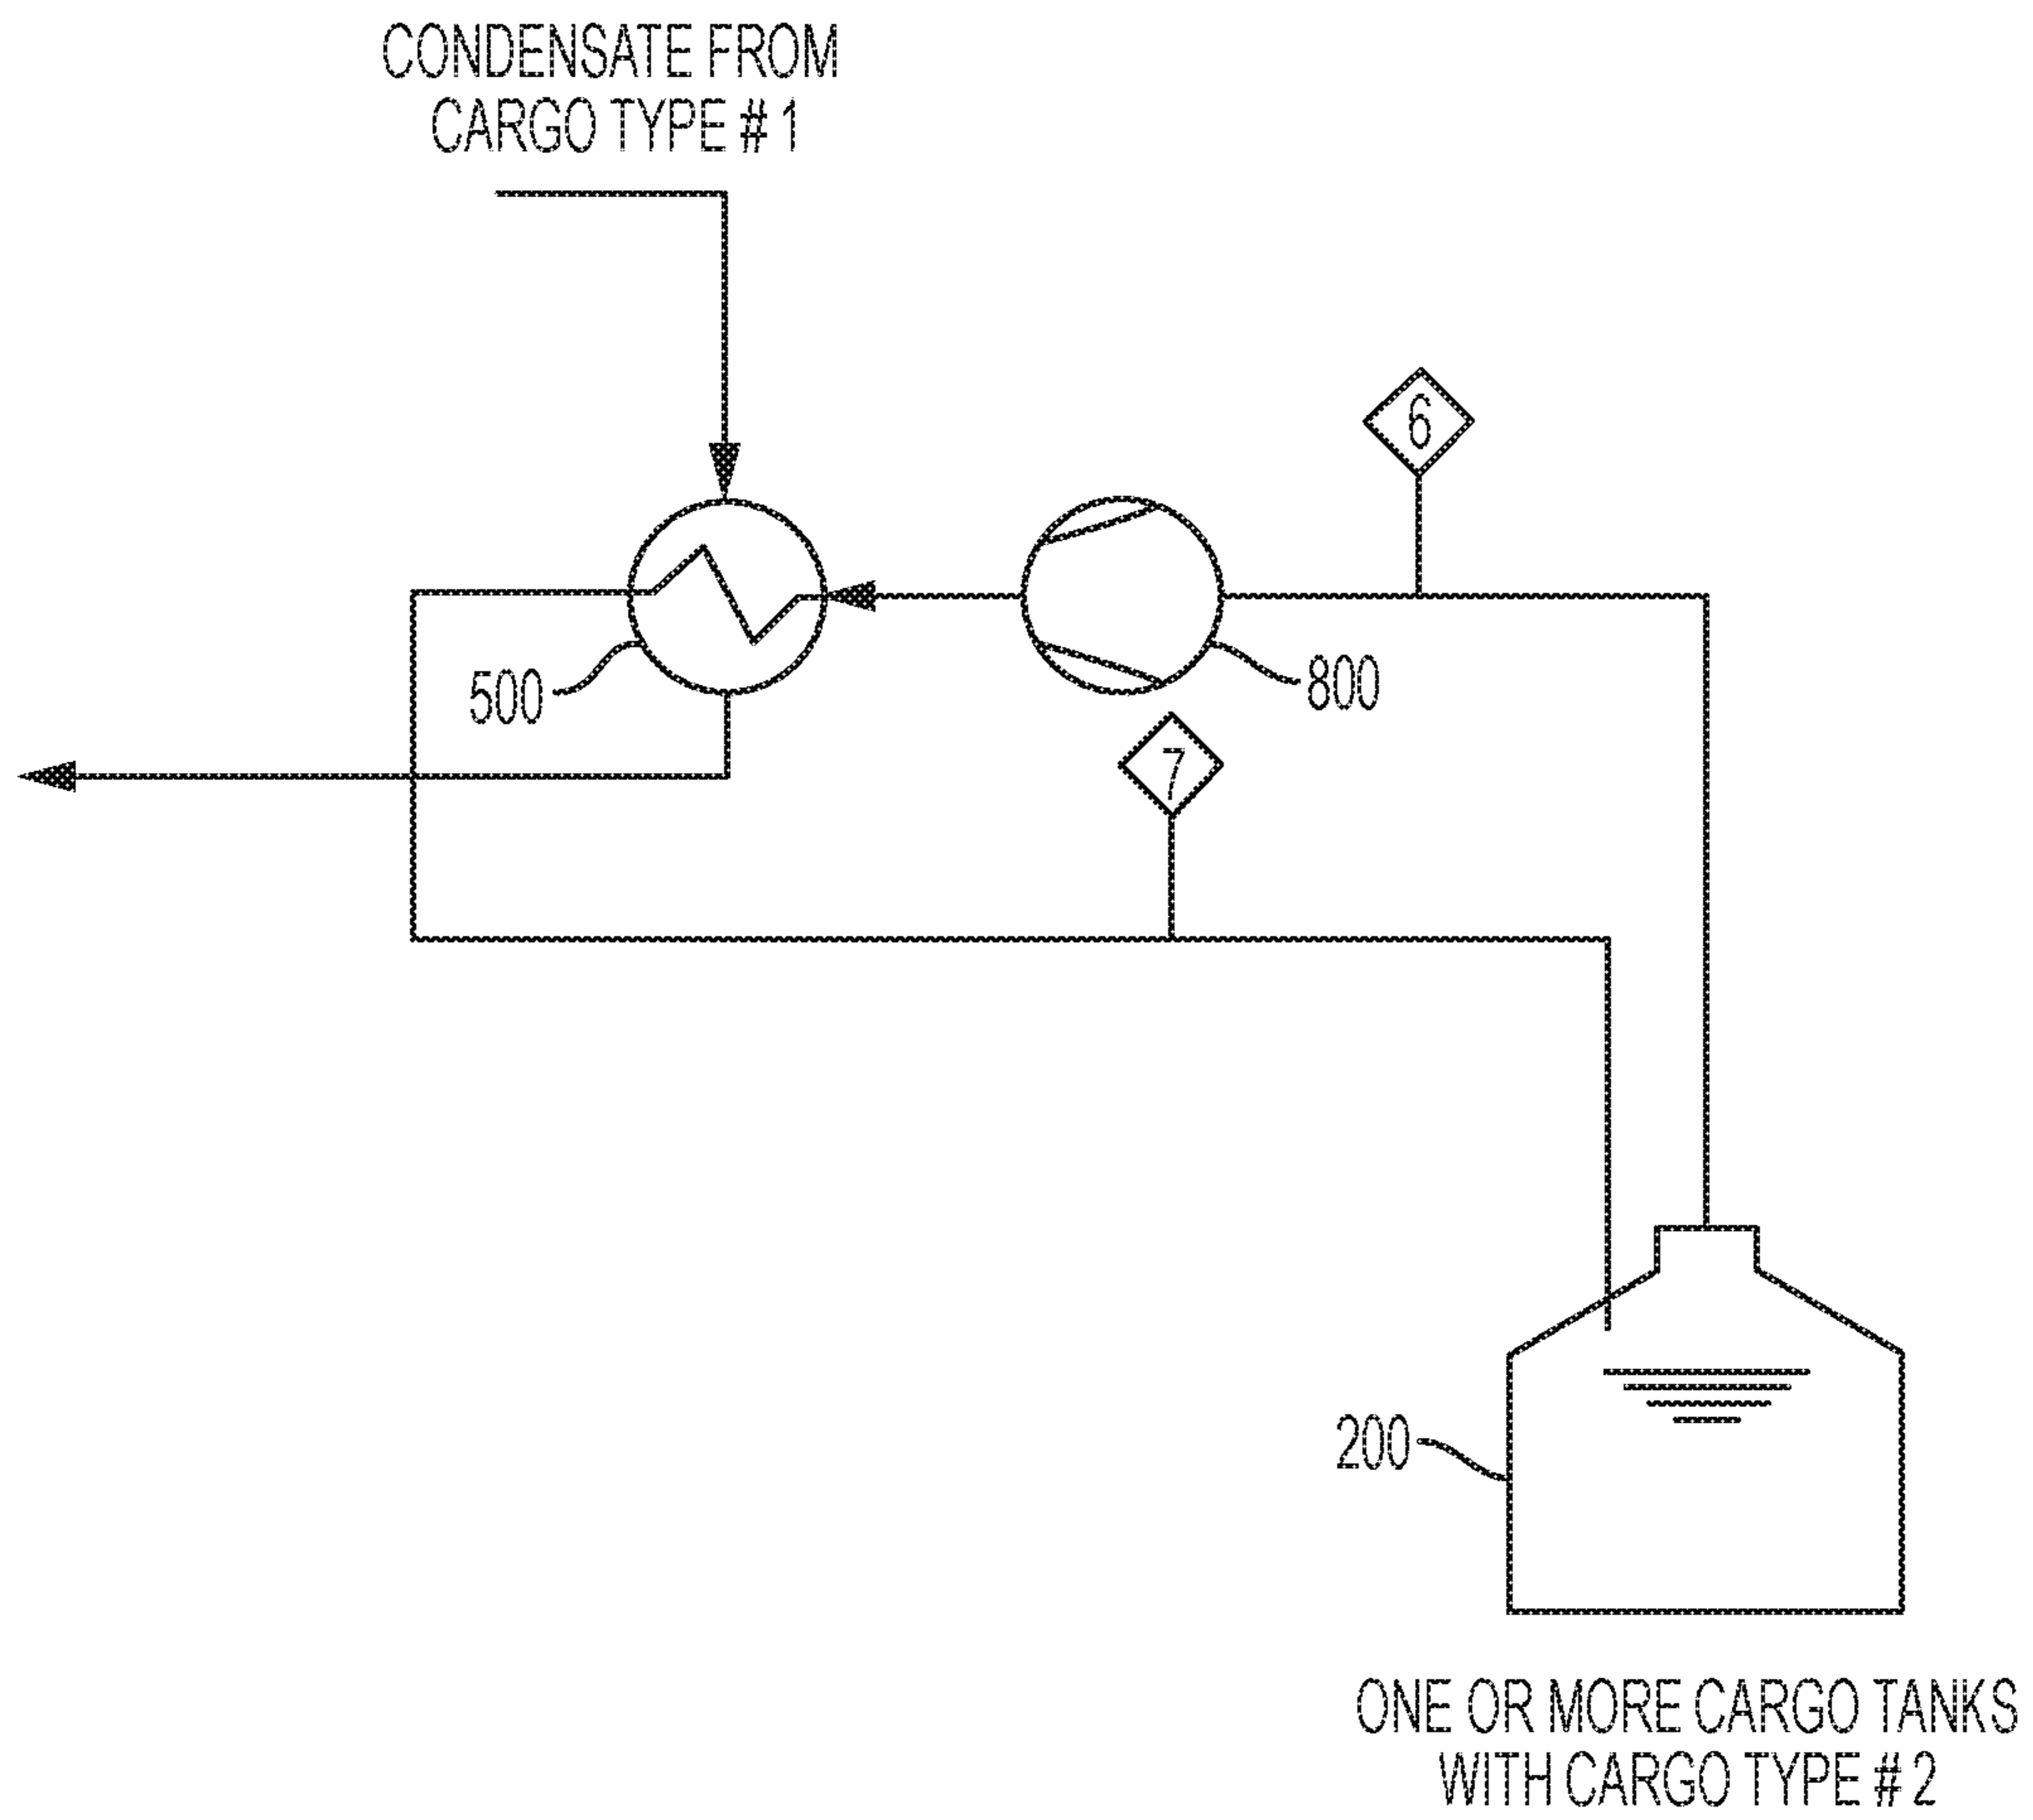 CONDENSATE FROM
CARGO TYPE # 1
6
500
800
7
200
ONE OR MORE CARGO TANKS
WITH CARGO TYPE # 2